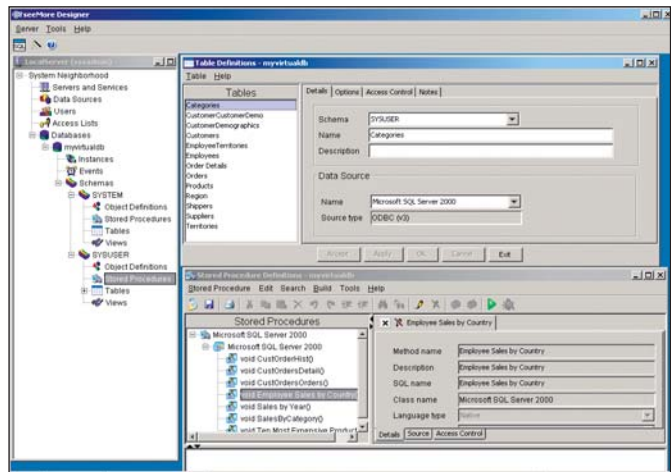 fseeMore Designer
Server Tools Help
System Neighborhood
Servers and Services
Data Sources
Users
Access Lists
Databases
myvirtualdb
Instances
Events
Schemas
SYSTEM
Object Definitions
Stored Procedures
Tables
Views
SYSUSER
Object Definitions
Stored Procedures
Tables
Views
Table Definitions - myvirtualdb
Table Help
Tables
Categories
CustomerCustomerDemo
CustomerDemographics
Customers
EmployeeTerritories
Employees
Order Details
Orders
Products
Region
Shippers
Suppliers
Territories
Details Options Access Control Notes
Schema SYSUSER
Name Categories
Description
Data Source
Name Microsoft SQL Server 2000
Source type ODBC (v3)
Accept Apply OK Cancel Exit
Stored Procedure Definitions - myvirtualdb
Stored Procedure Edit Search Build Tools Help
Stored Procedures
Microsoft SQL Server 2000
Microsoft SQL Server 2000
void CustOrderHist()
void CustOrdersDetail()
void CustOrdersOrders()
void Employee Sales by Country()
void Sales by Year()
void SalesByCategory()
void Ten Most Expensive Product
Employee Sales by Country
Method name Employee Sales by Country
Description Employee Sales by Country
SQL name Employee Sales by Country
Class name Microsoft SQL Server 2000
Language type Native
Details Source Access Control